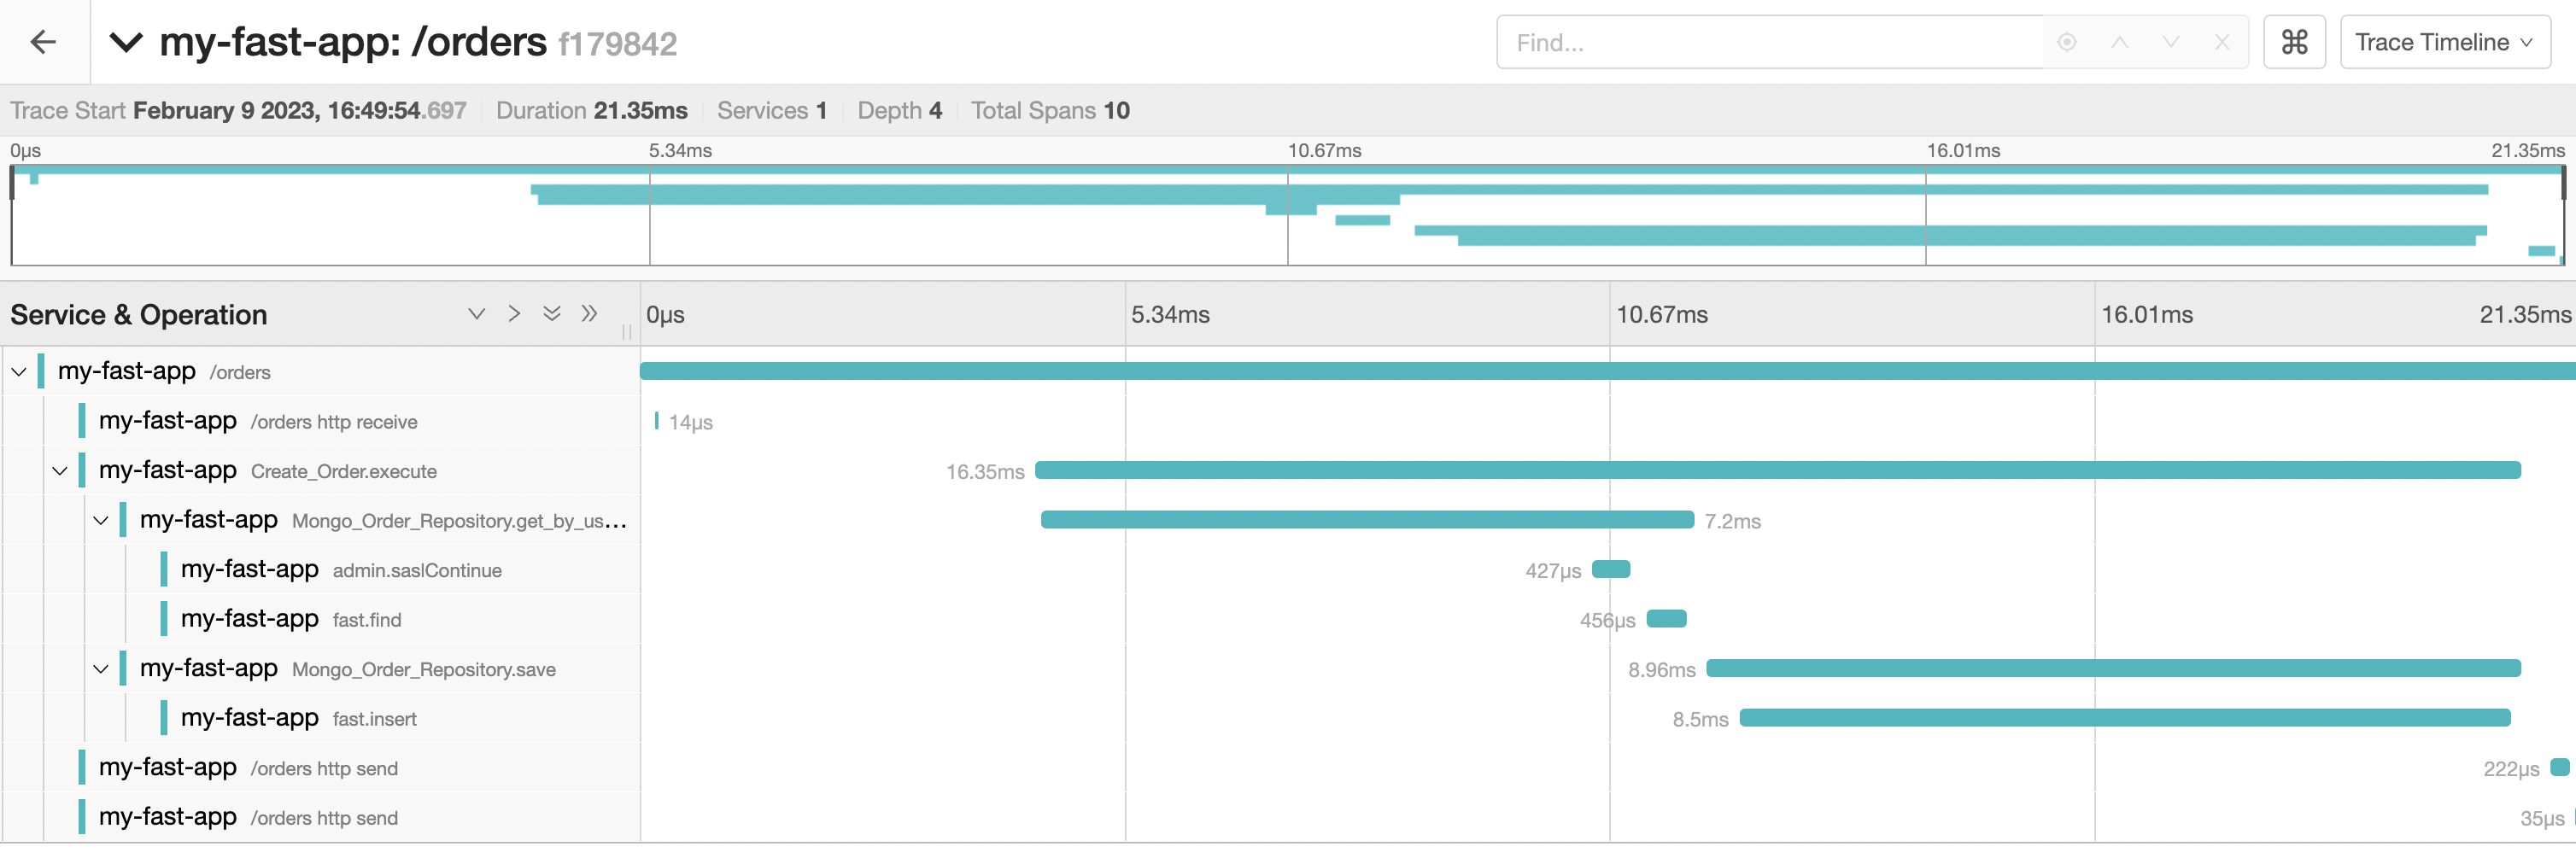 my-fast-app: /orders f179842 Find... ⌘ Trace Timeline
Trace Start February 9 2023, 16:49:54.697 Duration 21.35ms Services 1 Depth 4 Total Spans 10
0μs 5.34ms 10.67ms 16.01ms 21.35ms
Service & Operation 0μs 5.34ms 10.67ms 16.01ms 21.35ms
my-fast-app /orders
my-fast-app /orders http receive 14μs
my-fast-app Create_Order.execute 16.35ms
my-fast-app Mongo_Order_Repository.get_by_us... 7.2ms
my-fast-app admin.saslContinue 427μs
my-fast-app fast.find 456μs
my-fast-app Mongo_Order_Repository.save 8.96ms
my-fast-app fast.insert 8.5ms
my-fast-app /orders http send 222μs
my-fast-app /orders http send 35μs